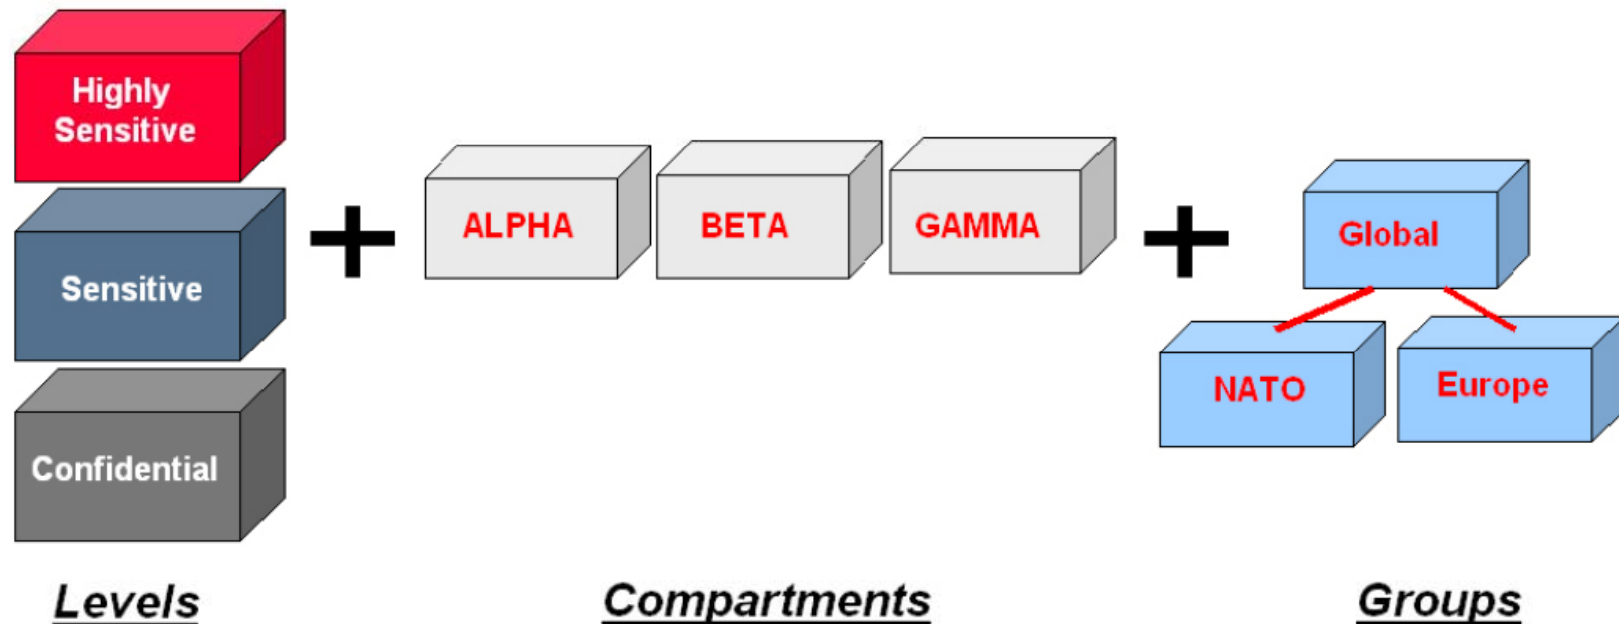 Highly
Sensitive
Sensitive
Confidential
Levels
ALPHA
BETA
GAMMA
Compartments
Global
NATO
Europe
Groups